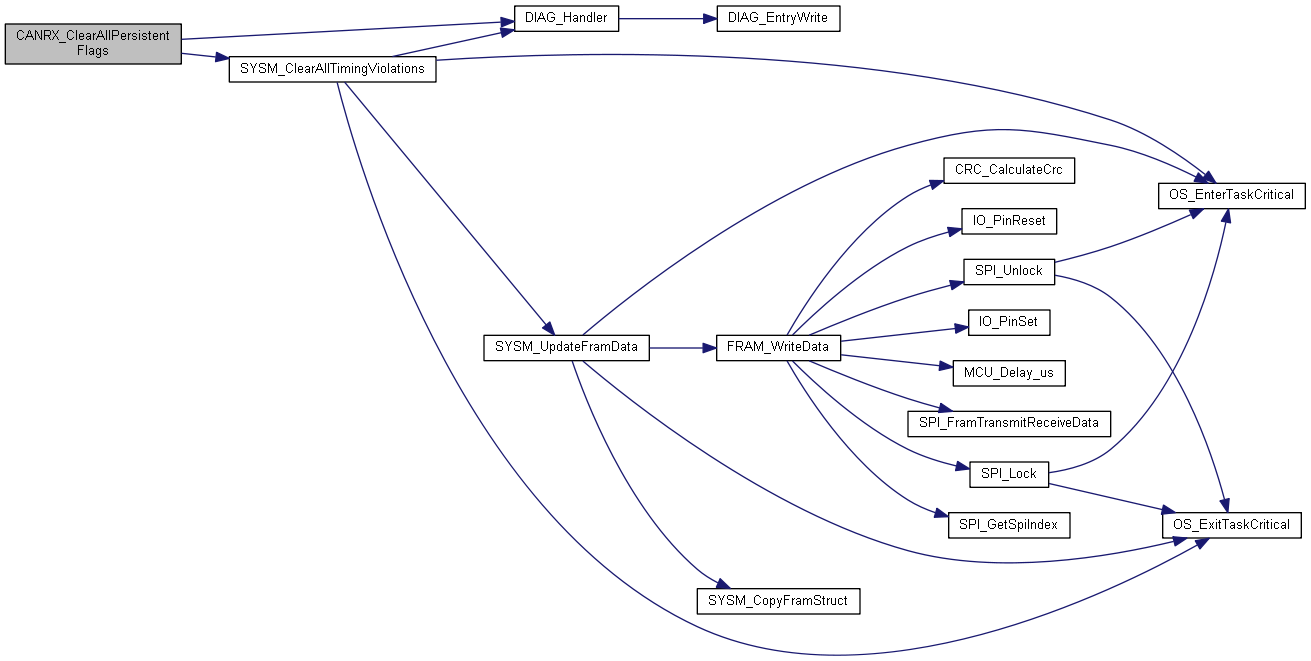 DIAG_Handler
DIAG_EntryWrite
CANRX_ClearAllPersistent
Flags
SYSM_ClearAllTimingViolations
CRC_CalculateCrc
OS_EnterTaskCritical
IO_PinReset
SPI_Unlock
IO_PinSet
SYSM_UpdateFramData
FRAM_WriteData
MCU_Delay_us
SPI_FramTransmitReceiveData
SPI_Lock
SPI_GetSpiIndex
OS_ExitTaskCritical
SYSM_CopyFramStruct